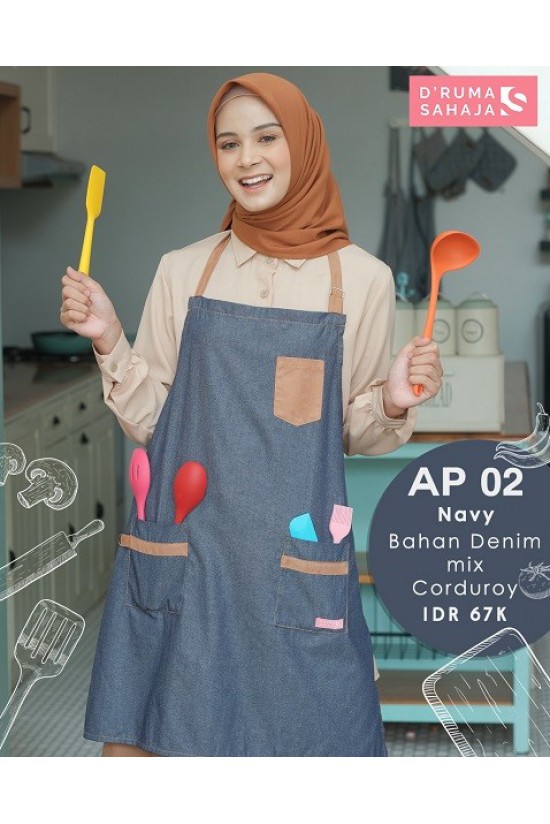 D'RUMA
SAHAJA
AP 02
Navy
Bahan Denim
mix
Corduroy
IDR 67K